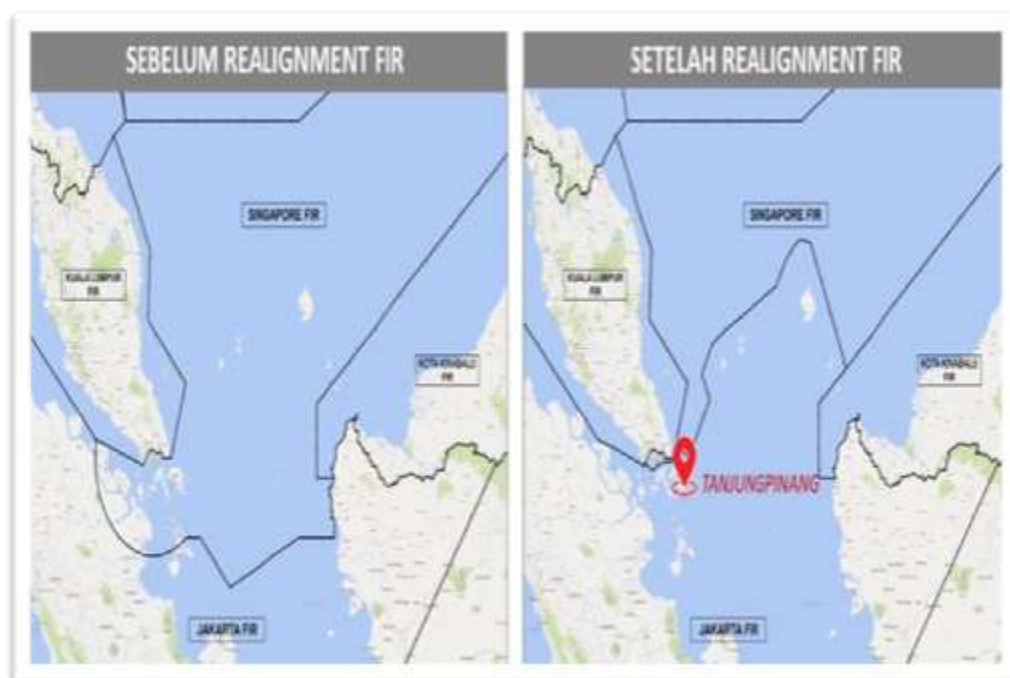 SEBELUM REALIGNMENT FIR
SINGAPORE FIR
KUALA LUMPUR
FIR
KOTA KINABALU
FIR
JAKARTA FIR
SETELAH REALIGNMENT FIR
SINGAPORE FIR
KUALA LUMPUR
FIR
KOTA KINABALU
FIR
TANJUNGPINANG
JAKARTA FIR